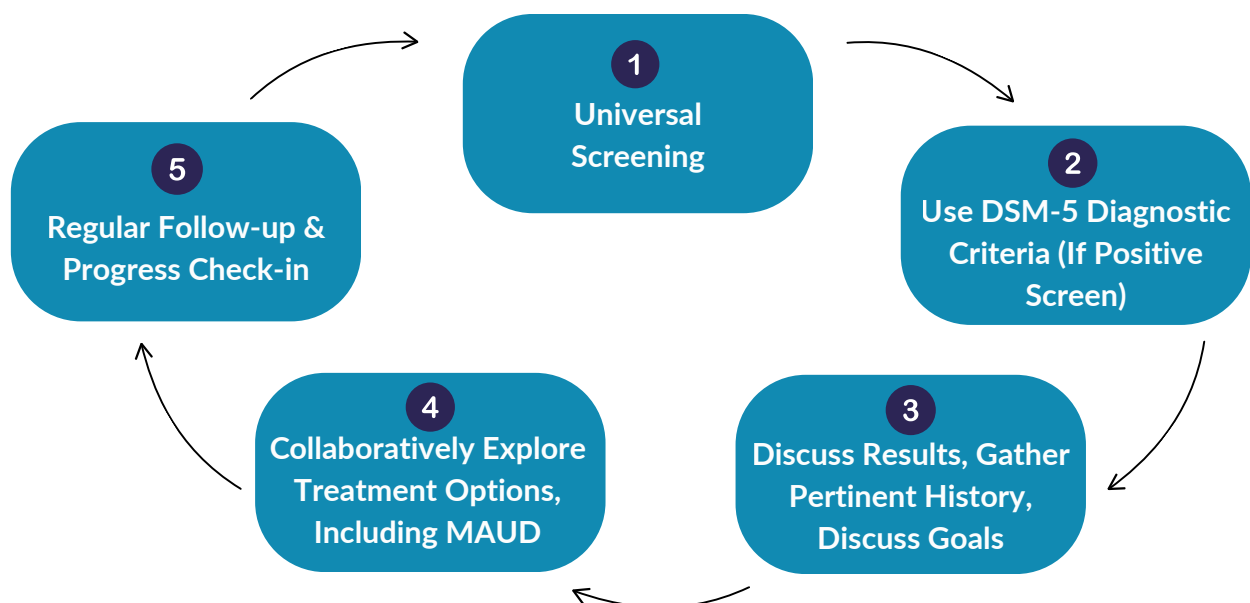 1
Universal
Screening
2
Use DSM-5 Diagnostic
Criteria (If Positive
Screen)
3
Discuss Results, Gather
Pertinent History,
Discuss Goals
4
Collaboratively Explore
Treatment Options,
Including MAUD
5
Regular Follow-up &
Progress Check-in